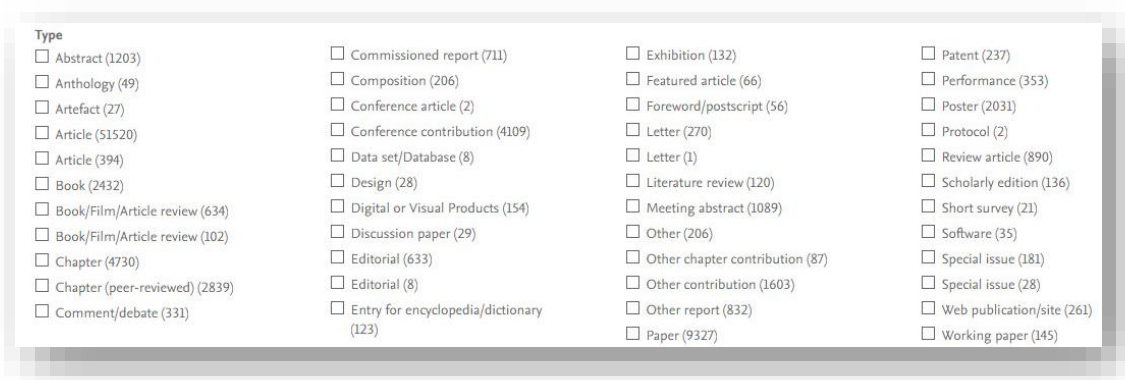 Type
Abstract (1203)
Anthology (49)
Artefact (27)
Article (51520)
Article (394)
Book (2432)
Book/Film/Article review (634)
Book/Film/Article review (102)
Chapter (4730)
Chapter (peer-reviewed) (2839)
Comment/debate (331)
Commissioned report (711)
Composition (206)
Conference article (2)
Conference contribution (4109)
Data set/Database (8)
Design (28)
Digital or Visual Products (154)
Discussion paper (29)
Editorial (633)
Editorial (8)
Entry for encyclopedia/dictionary
(123)
Exhibition (132)
Featured article (66)
Foreword/postscript (56)
Letter (270)
Letter (1)
Literature review (120)
Meeting abstract (1089)
Other (206)
Other chapter contribution (87)
Other contribution (1603)
Other report (832)
Paper (9327)
Patent (237)
Performance (353)
Poster (2031)
Protocol (2)
Review article (890)
Scholarly edition (136)
Short survey (21)
Software (35)
Special issue (181)
Special issue (28)
Web publication/site (261)
Working paper (145)